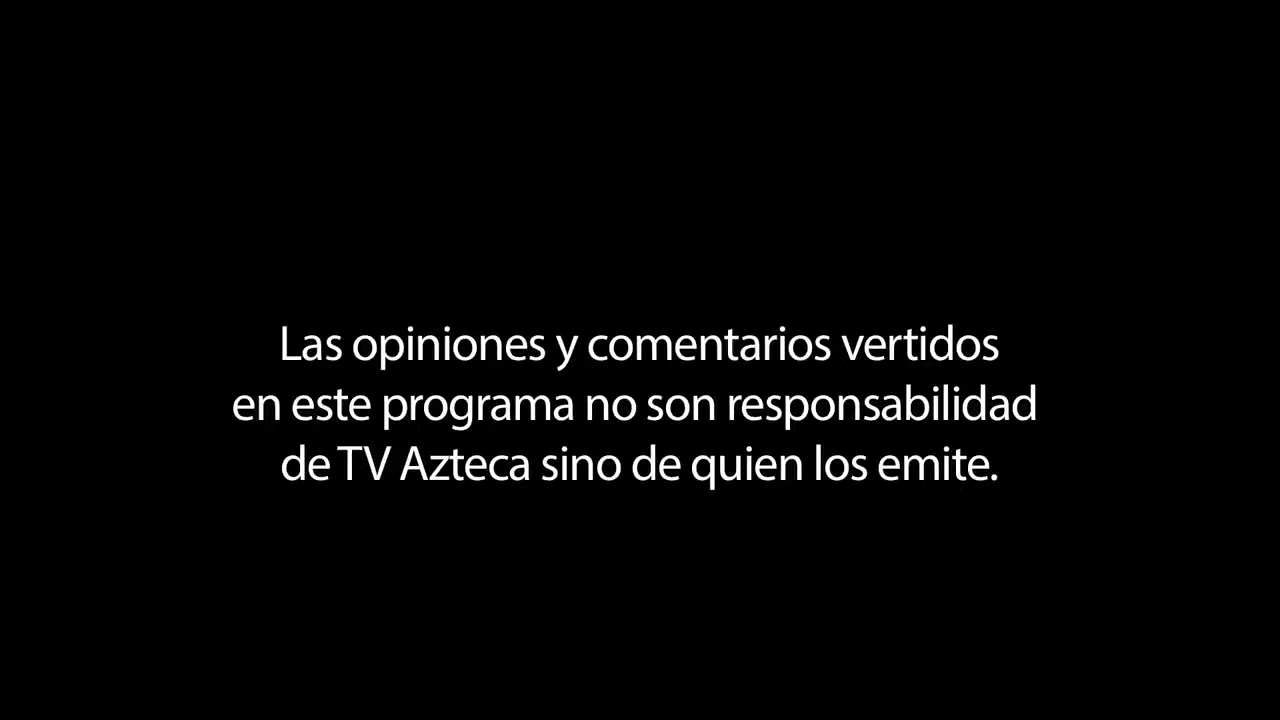 Las opiniones y comentarios vertidos
en este programa no son responsabilidad
de TV Azteca sino de quien los emite.